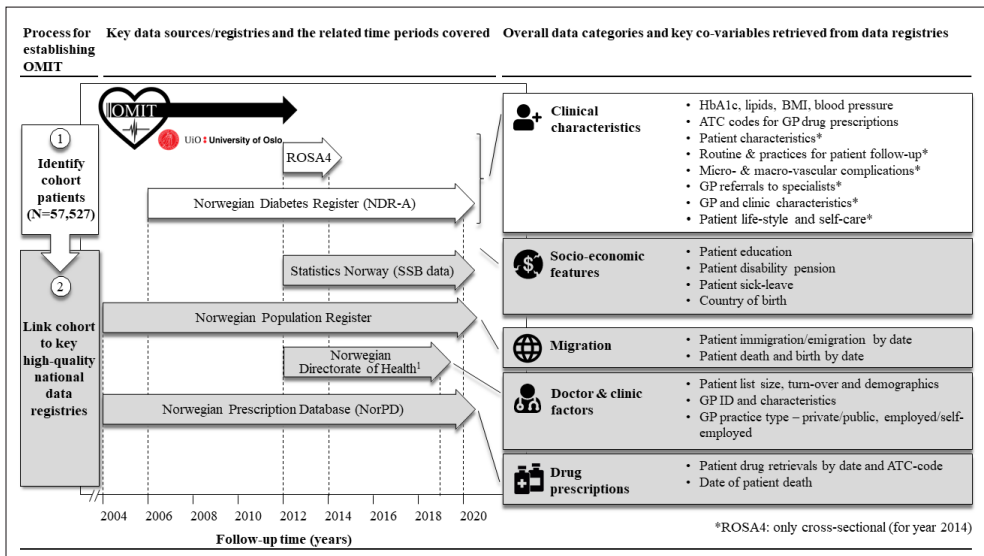 Process for
establishing
OMIT
Key data sources/registries and the related time periods covered
Overall data categories and key co-variables retrieved from data registries
OMIT
UiO University of Oslo
1
Identify
cohort
patients
(N=57,527)
2
Link cohort
to key
high-quality
national
data
registries
ROSA4
Norwegian Diabetes Register (NDR-A)
Statistics Norway (SSB data)
Norwegian Population Register
Norwegian
Directorate of Health¹
Norwegian Prescription Database (NorPD)
2004 2006 2008 2010 2012 2014 2016 2018 2019 2020
Follow-up time (years)
Clinical
characteristics
• HbA1c, lipids, BMI, blood pressure
• ATC codes for GP drug prescriptions
• Patient characteristics*
• Routine & practices for patient follow-up*
• Micro- & macro-vascular complications*
• GP referrals to specialists*
• GP and clinic characteristics*
• Patient life-style and self-care*
$
Socio-economic
features
• Patient education
• Patient disability pension
• Patient sick-leave
• Country of birth
Migration
• Patient immigration/emigration by date
• Patient death and birth by date
Doctor & clinic
factors
• Patient list size, turn-over and demographics
• GP ID and characteristics
• GP practice type – private/public, employed/self-
employed
Drug
prescriptions
• Patient drug retrievals by date and ATC-code
• Date of patient death
*ROSA4: only cross-sectional (for year 2014)